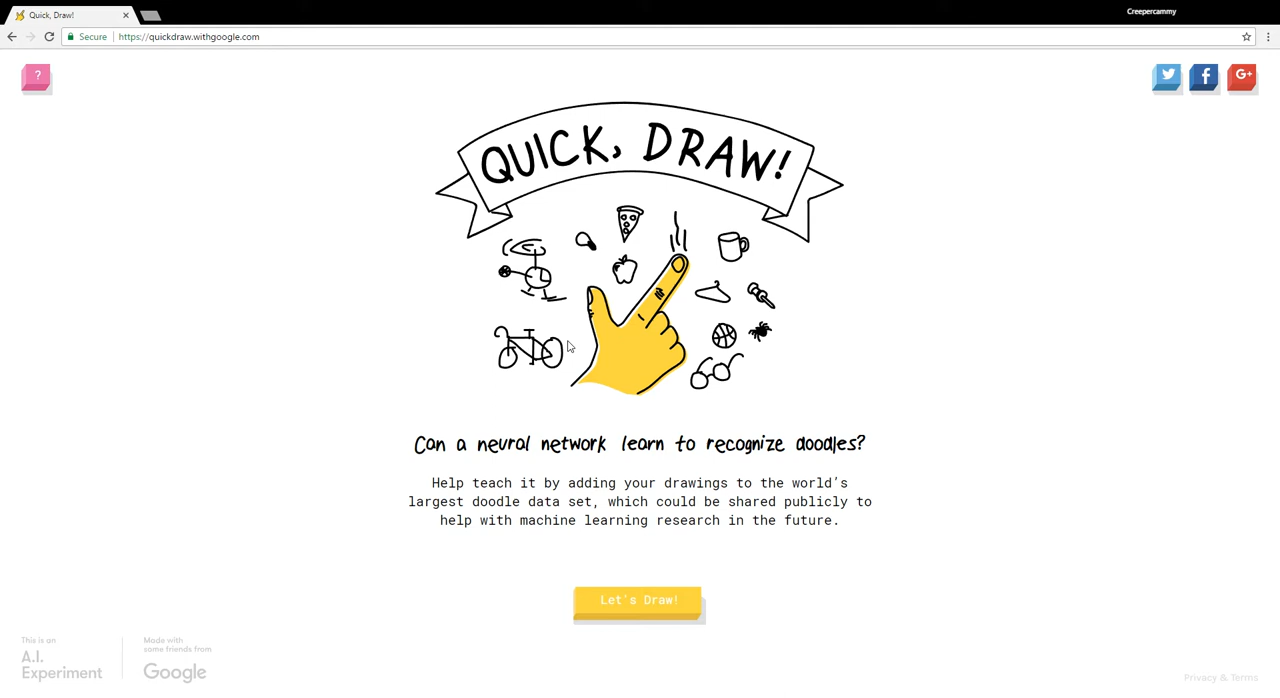 Quick, Draw!
Creepercammy
Secure
https://quickdraw.withgoogle.com
?
G+
QUICK, DRAW!
Can a neural network learn to recognize doodles?
Help teach it by adding your drawings to the world's
largest doodle data set, which could be shared publicly to
help with machine learning research in the future.
Let's Draw!
This is an
A.I.
Experiment
Made with
some friends from
Google
Privacy & Terms